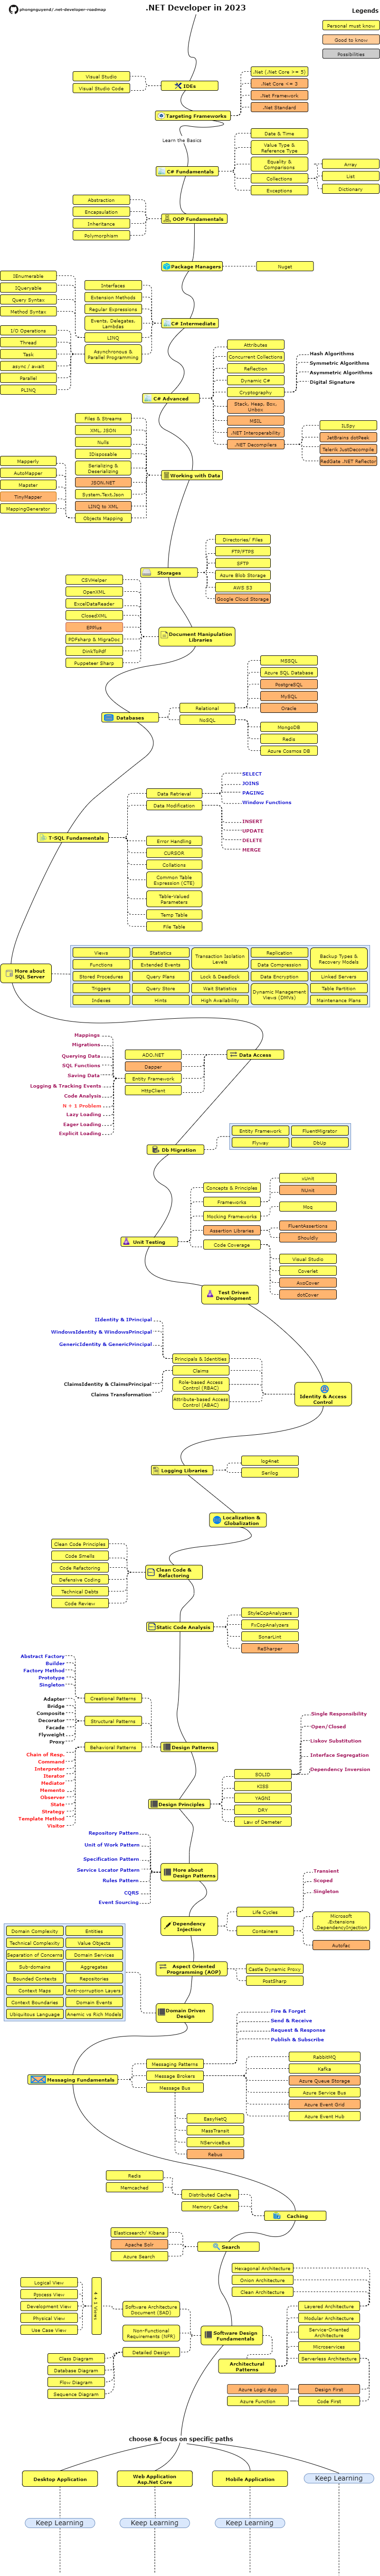 phongnguyend/.net-developer-roadmap
.NET Developer in 2023
Legends
Personal must know
Good to know
Possibilities
Visual Studio
Visual Studio Code
IDEs
Targeting Frameworks
.Net (.Net Core >= 5)
.Net Core <= 3
.Net Framework
.Net Standard
Learn the Basics
C# Fundamentals
Date & Time
Value Type &
Reference Type
Equality &
Comparisons
Collections
Exceptions
Array
List
Dictionary
Abstraction
Encapsulation
Inheritance
Polymorphism
OOP Fundamentals
Package Managers
Nuget
IEnumerable
IQueryable
Query Syntax
Method Syntax
I/O Operations
Thread
Task
async / await
Parallel
PLINQ
Interfaces
Extension Methods
Regular Expressions
Events, Delegates,
Lambdas
LINQ
Asynchronous &
Parallel Programming
C# Intermediate
C# Advanced
Attributes
Concurrent Collections
Reflection
Dynamic C#
Cryptography
Stack, Heap, Box,
Unbox
MSIL
.NET Interoperability
.NET Decompilers
Hash Algorithms
Symmetric Algorithms
Asymmetric Algorithms
Digital Signature
ILSpy
JetBrains dotPeek
Telerik JustDecompile
RedGate .NET Reflector
Files & Streams
XML, JSON
Nulls
IDisposable
Serializing &
Deserializing
JSON.NET
System.Text.Json
LINQ to XML
Objects Mapping
Mapperly
AutoMapper
Mapster
TinyMapper
MappingGenerator
Working with Data
Storages
Directories/ Files
FTP/FTPS
SFTP
Azure Blob Storage
AWS S3
Google Cloud Storage
CSVHelper
OpenXML
ExcelDataReader
ClosedXML
EPPlus
PDFsharp & MigraDoc
DinkToPdf
Puppeteer Sharp
Document Manipulation
Libraries
Databases
Relational
NoSQL
MSSQL
Azure SQL Database
PostgreSQL
MySQL
Oracle
MongoDB
Redis
Azure Cosmos DB
T-SQL Fundamentals
Data Retrieval
Data Modification
Error Handling
CURSOR
Collations
Common Table
Expression (CTE)
Table-Valued
Parameters
Temp Table
File Table
SELECT
JOINS
PAGING
Window Functions
INSERT
UPDATE
DELETE
MERGE
More about
SQL Server
Views
Functions
Stored Procedures
Triggers
Indexes
Statistics
Extended Events
Query Plans
Query Store
Hints
Transaction Isolation
Levels
Lock & Deadlock
Wait Statistics
High Availability
Replication
Data Compression
Data Encryption
Dynamic Management
Views (DMVs)
Backup Types &
Recovery Models
Linked Servers
Table Partition
Maintenance Plans
Mappings
Migrations
Querying Data
SQL Functions
Saving Data
Logging & Tracking Events
Code Analysis
N + 1 Problem
Lazy Loading
Eager Loading
Explicit Loading
ADO.NET
Dapper
Entity Framework
HttpClient
Data Access
Db Migration
Entity Framework
FluentMigrator
Flyway
DbUp
Unit Testing
Concepts & Principles
Frameworks
Mocking Frameworks
Assertion Libraries
Code Coverage
xUnit
NUnit
Moq
FluentAssertions
Shouldly
Visual Studio
Coverlet
AxoCover
dotCover
Test Driven
Development
IIdentity & IPrincipal
WindowsIdentity & WindowsPrincipal
GenericIdentity & GenericPrincipal
ClaimsIdentity & ClaimsPrincipal
Claims Transformation
Principals & Identities
Claims
Role-based Access
Control (RBAC)
Attribute-based Access
Control (ABAC)
Identity & Access
Control
Logging Libraries
log4net
Serilog
Localization &
Globalization
Clean Code Principles
Code Smells
Code Refactoring
Defensive Coding
Technical Debts
Code Review
Clean Code &
Refactoring
Static Code Analysis
StyleCopAnalyzers
FxCopAnalyzers
SonarLint
ReSharper
Abstract Factory
Builder
Factory Method
Prototype
Singleton
Adapter
Bridge
Composite
Decorator
Facade
Flyweight
Proxy
Chain of Resp.
Command
Interpreter
Iterator
Mediator
Memento
Observer
State
Strategy
Template Method
Visitor
Creational Patterns
Structural Patterns
Behavioral Patterns
Design Patterns
Design Principles
SOLID
KISS
YAGNI
DRY
Law of Demeter
Single Responsibility
Open/Closed
Liskov Substitution
Interface Segregation
Dependency Inversion
Repository Pattern
Unit of Work Pattern
Specification Pattern
Service Locator Pattern
Rules Pattern
CQRS
Event Sourcing
More about
Design Patterns
Dependency
Injection
Life Cycles
Containers
Transient
Scoped
Singleton
Microsoft
.Extensions
.DependencyInjection
Autofac
Aspect Oriented
Programming (AOP)
Castle Dynamic Proxy
PostSharp
Domain Complexity
Technical Complexity
Separation of Concerns
Sub-domains
Bounded Contexts
Context Maps
Context Boundaries
Ubiquitous Language
Entities
Value Objects
Domain Services
Aggregates
Repositories
Anti-corruption Layers
Domain Events
Anemic vs Rich Models
Domain Driven
Design
Messaging Fundamentals
Messaging Patterns
Message Brokers
Message Bus
Fire & Forget
Send & Receive
Request & Response
Publish & Subscribe
RabbitMQ
Kafka
Azure Queue Storage
Azure Service Bus
Azure Event Grid
Azure Event Hub
EasyNetQ
MassTransit
NServiceBus
Rebus
Redis
Memcached
Distributed Cache
Memory Cache
Caching
Elasticsearch/ Kibana
Apache Solr
Azure Search
Search
Logical View
Process View
Development View
Physical View
Use Case View
4 + 1 Views
Class Diagram
Database Diagram
Flow Diagram
Sequence Diagram
Software Architecture
Document (SAD)
Non-Functional
Requirements (NFR)
Detailed Design
Software Design
Fundamentals
Architectural
Patterns
Hexagonal Architecture
Onion Architecture
Clean Architecture
Layered Architecture
Modular Architecture
Service-Oriented
Architecture
Microservices
Serverless Architecture
Azure Logic App
Azure Function
Design First
Code First
choose & focus on specific paths
Desktop Application
Web Application
Asp.Net Core
Mobile Application
Keep Learning
Keep Learning
Keep Learning
Keep Learning